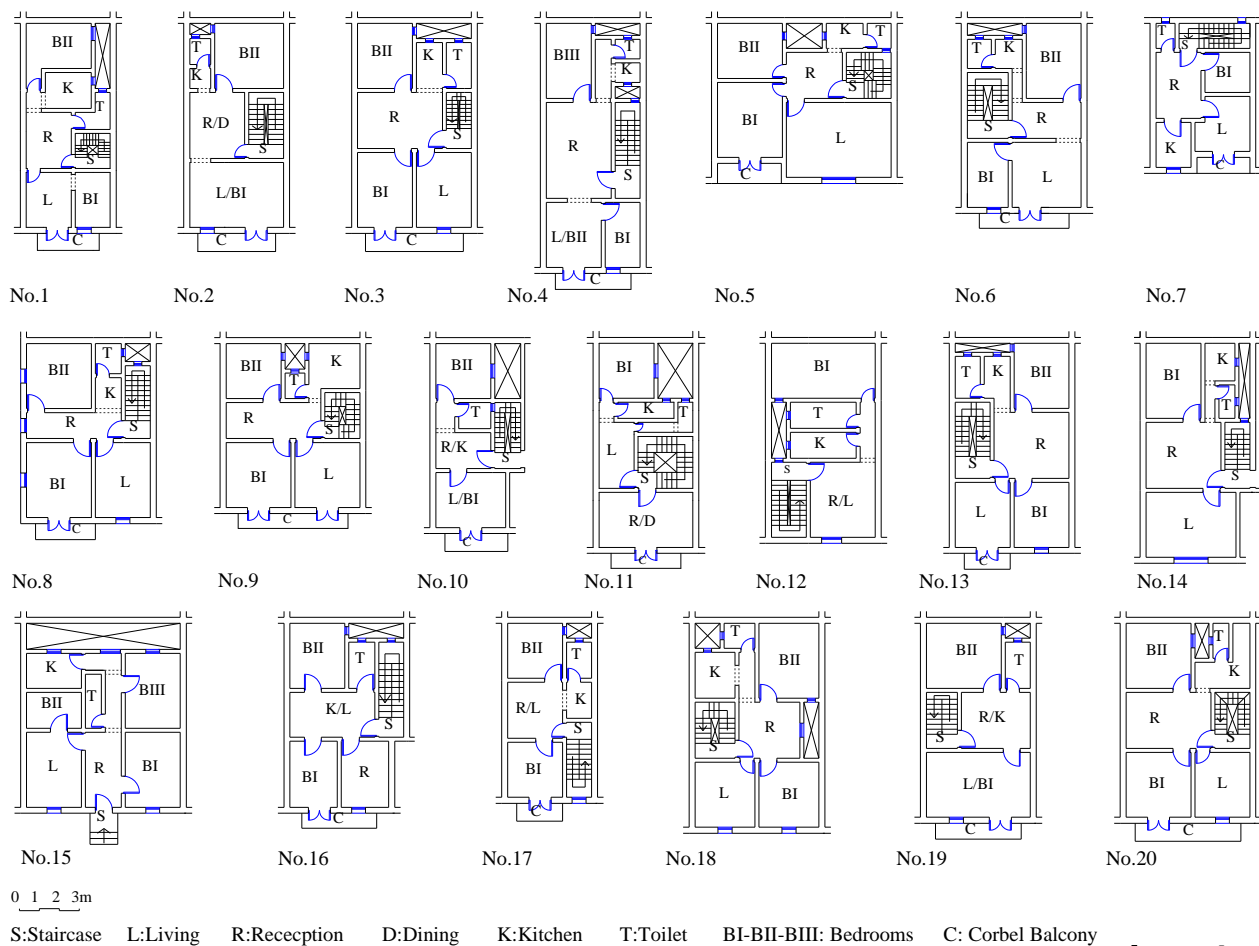 BII
K
T
R
S
L
BI
C
No.1
T
BII
K
R/D
S
L/BI
C
No.2
BII
K
T
R
S
BI
L
C
No.3
BIII
T
K
R
S
L/BII
BI
C
No.4
BII
K
T
R
S
BI
L
C
No.5
T
K
BII
S
R
BI
L
C
No.6
T
S
R
BI
L
K
C
No.7
BII
T
K
R
S
BI
L
C
No.8
BII
T
K
R
S
BI
L
C
No.9
BII
T
R/K
S
L/BI
C
No.10
BI
K
T
L
S
R/D
C
No.11
BI
T
K
S
R/L
No.12
T
K
BII
S
R
L
BI
C
No.13
BI
K
T
R
S
L
No.14
K
BII
T
BIII
L
R
BI
S
No.15
BII
T
K/L
S
BI
R
C
No.16
BII
T
R/L
K
S
BI
C
No.17
T
K
BII
S
R
L
BI
No.18
BII
T
S
R/K
L/BI
C
No.19
BII
T
K
R
S
BI
L
C
No.20
0 1 2 3m
S:Staircase L:Living R:Rececption D:Dining K:Kitchen T:Toilet BI-BII-BIII: Bedrooms C: Corbel Balcony